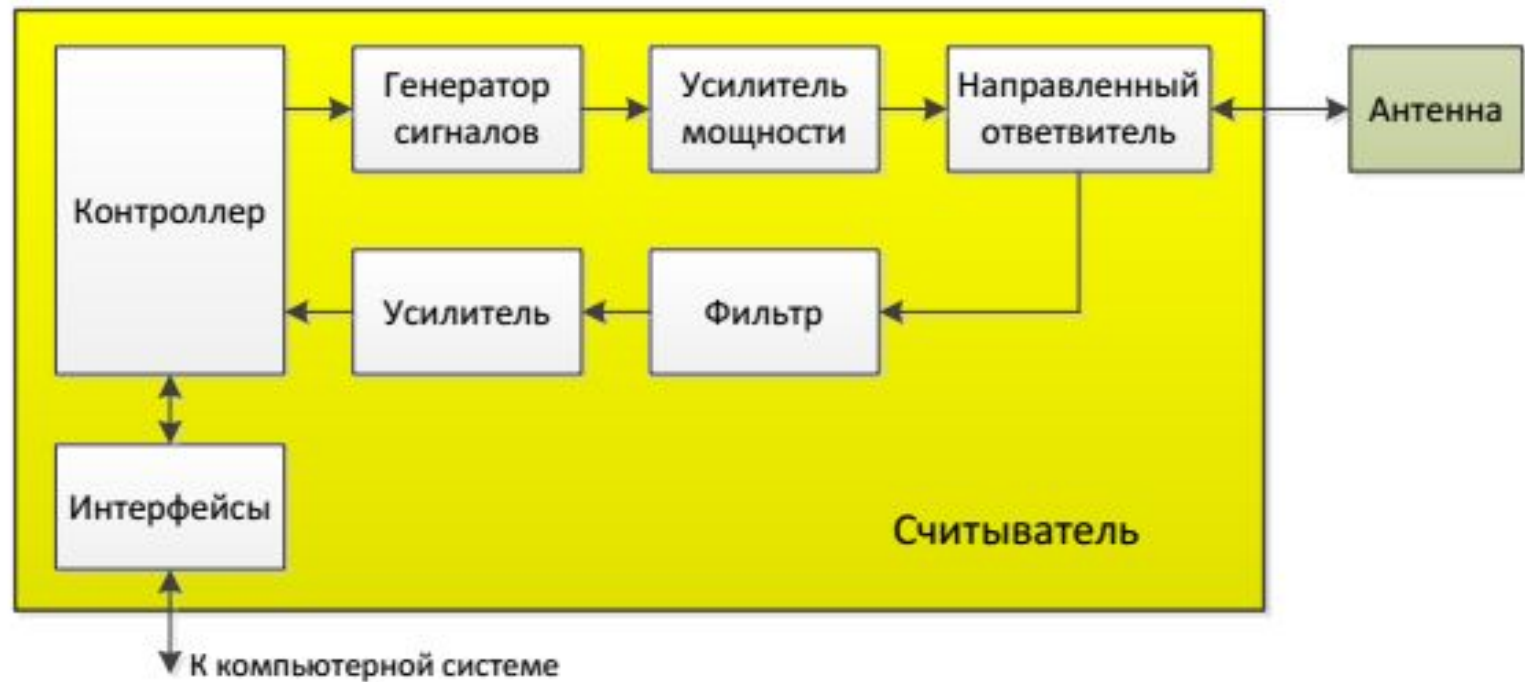 Генератор
сигналов
Усилитель
мощности
Направленный
ответвитель
Антенна
Контроллер
Усилитель
Фильтр
Интерфейсы
Считыватель
К компьютерной системе